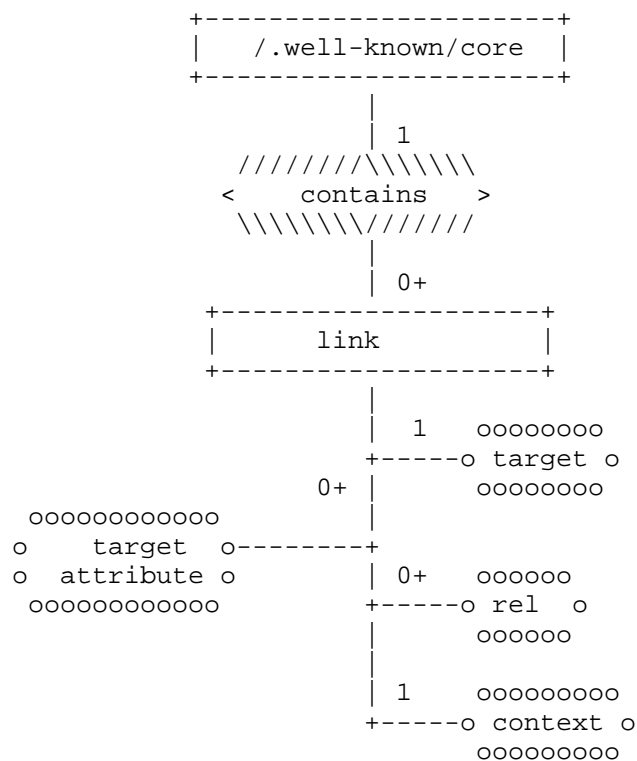 /.well-known/core
1
contains
0+
link
1
target
0+
target
attribute
0+
rel
1
context